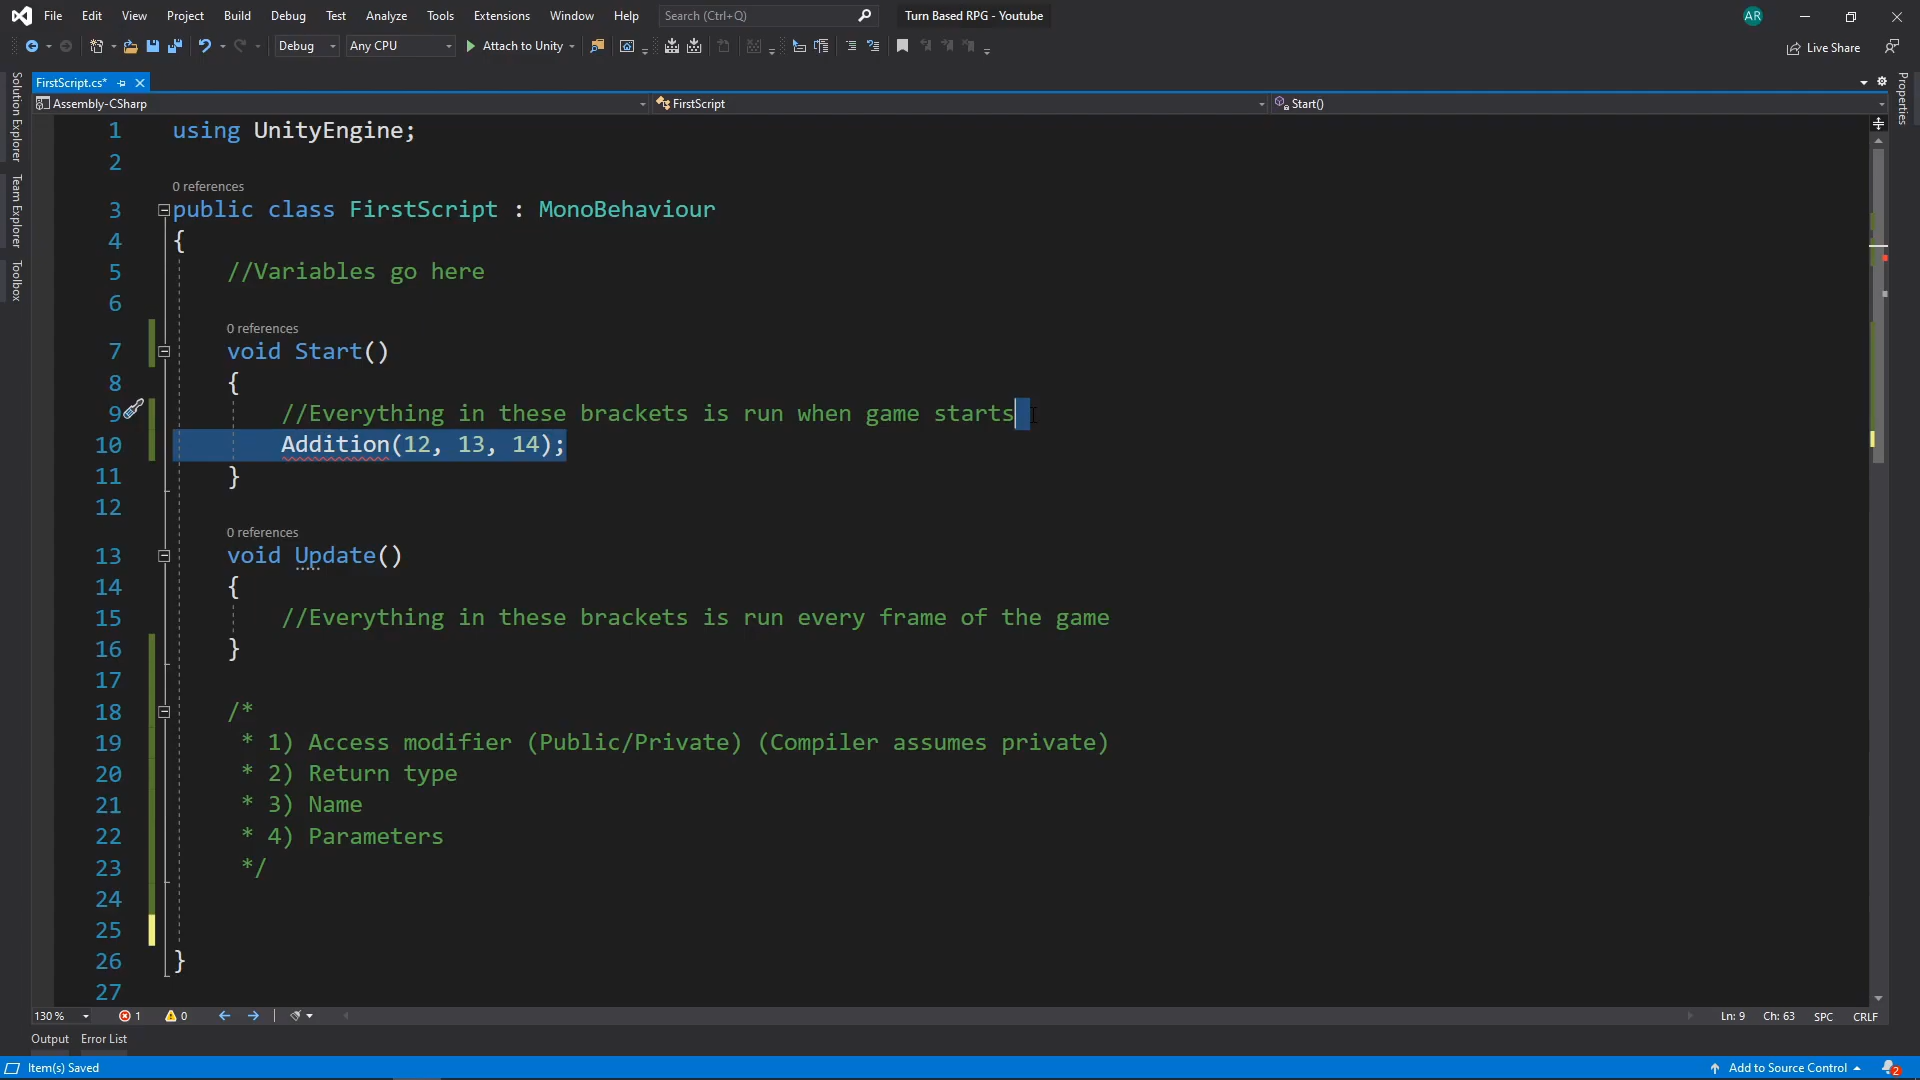 File Edit View Project Build Debug Test Analyze Tools Extensions Window Help Search (Ctrl+Q) Turn Based RPG - Youtube AR
Debug Any CPU Attach to Unity Live Share
FirstScript.cs*
Assembly-CSharp FirstScript Start()
Solution Explorer
Team Explorer
Toolbox
Properties
1 using UnityEngine;
2
0 references
3 public class FirstScript : MonoBehaviour
4 {
5 //Variables go here
6
0 references
7 void Start()
8 {
9 //Everything in these brackets is run when game starts
10 Addition(12, 13, 14);
11 }
12
0 references
13 void Update()
14 {
15 //Everything in these brackets is run every frame of the game
16 }
17
18 /*
19 * 1) Access modifier (Public/Private) (Compiler assumes private)
20 * 2) Return type
21 * 3) Name
22 * 4) Parameters
23 */
24
25
26 }
27
130 % 1 0 Ln: 9 Ch: 63 SPC CRLF
Output Error List
Item(s) Saved Add to Source Control 2